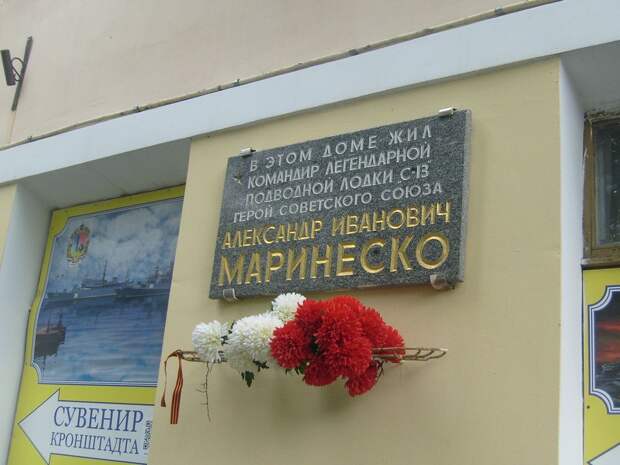 В ЭТОМ ДОМЕ ЖИЛ
КОМАНДИР ЛЕГЕНДАРНОЙ
ПОДВОДНОЙ ЛОДКИ С-13
ГЕРОЙ СОВЕТСКОГО СОЮЗА
АЛЕКСАНДР ИВАНОВИЧ
МАРИНЕСКО
СУВЕНИР
КРОНШТАДТА